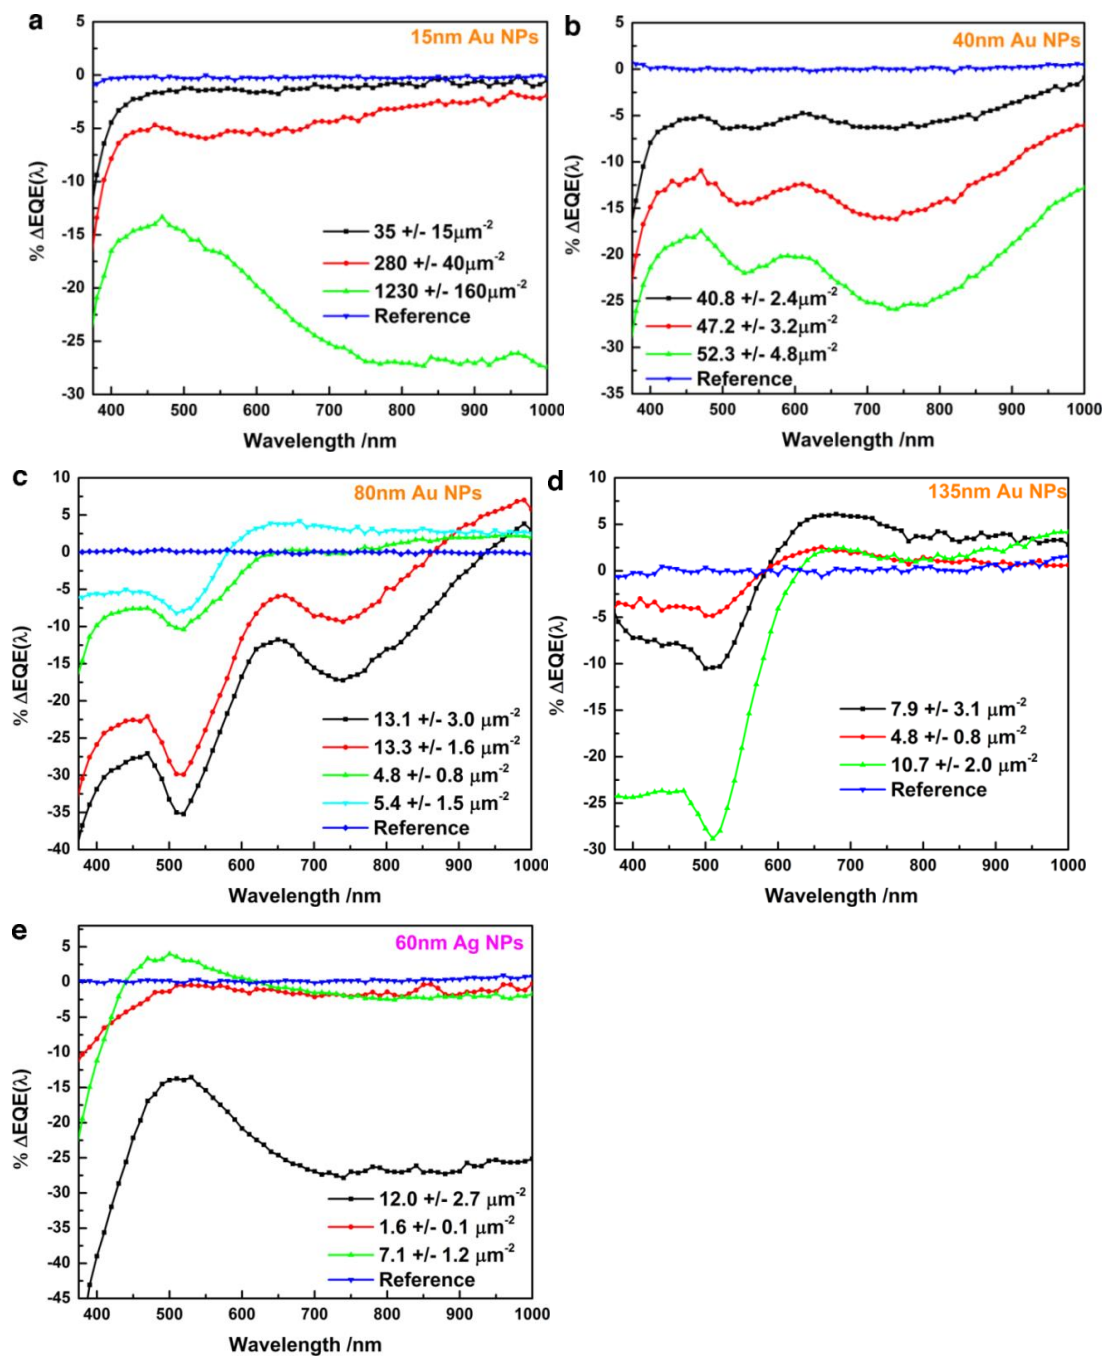 a
15nm Au NPs
5
0
-5
-10
-15
-20
-25
-30
% ΔEQE(λ)
35 +/- 15μm⁻²
280 +/- 40μm⁻²
1230 +/- 160μm⁻²
Reference
400 500 600 700 800 900 1000
Wavelength /nm
b
40nm Au NPs
5
0
-5
-10
-15
-20
-25
-30
-35
% ΔEQE(λ)
40.8 +/- 2.4μm⁻²
47.2 +/- 3.2μm⁻²
52.3 +/- 4.8μm⁻²
Reference
400 500 600 700 800 900 1000
Wavelength /nm
c
80nm Au NPs
10
5
0
-5
-10
-15
-20
-25
-30
-35
-40
% ΔEQE(λ)
13.1 +/- 3.0 μm⁻²
13.3 +/- 1.6 μm⁻²
4.8 +/- 0.8 μm⁻²
5.4 +/- 1.5 μm⁻²
Reference
400 500 600 700 800 900 1000
Wavelength /nm
d
135nm Au NPs
10
5
0
-5
-10
-15
-20
-25
-30
% ΔEQE(λ)
7.9 +/- 3.1 μm⁻²
4.8 +/- 0.8 μm⁻²
10.7 +/- 2.0 μm⁻²
Reference
400 500 600 700 800 900 1000
Wavelength /nm
e
60nm Ag NPs
5
0
-5
-10
-15
-20
-25
-30
-35
-40
-45
% ΔEQE(λ)
12.0 +/- 2.7 μm⁻²
1.6 +/- 0.1 μm⁻²
7.1 +/- 1.2 μm⁻²
Reference
400 500 600 700 800 900 1000
Wavelength /nm